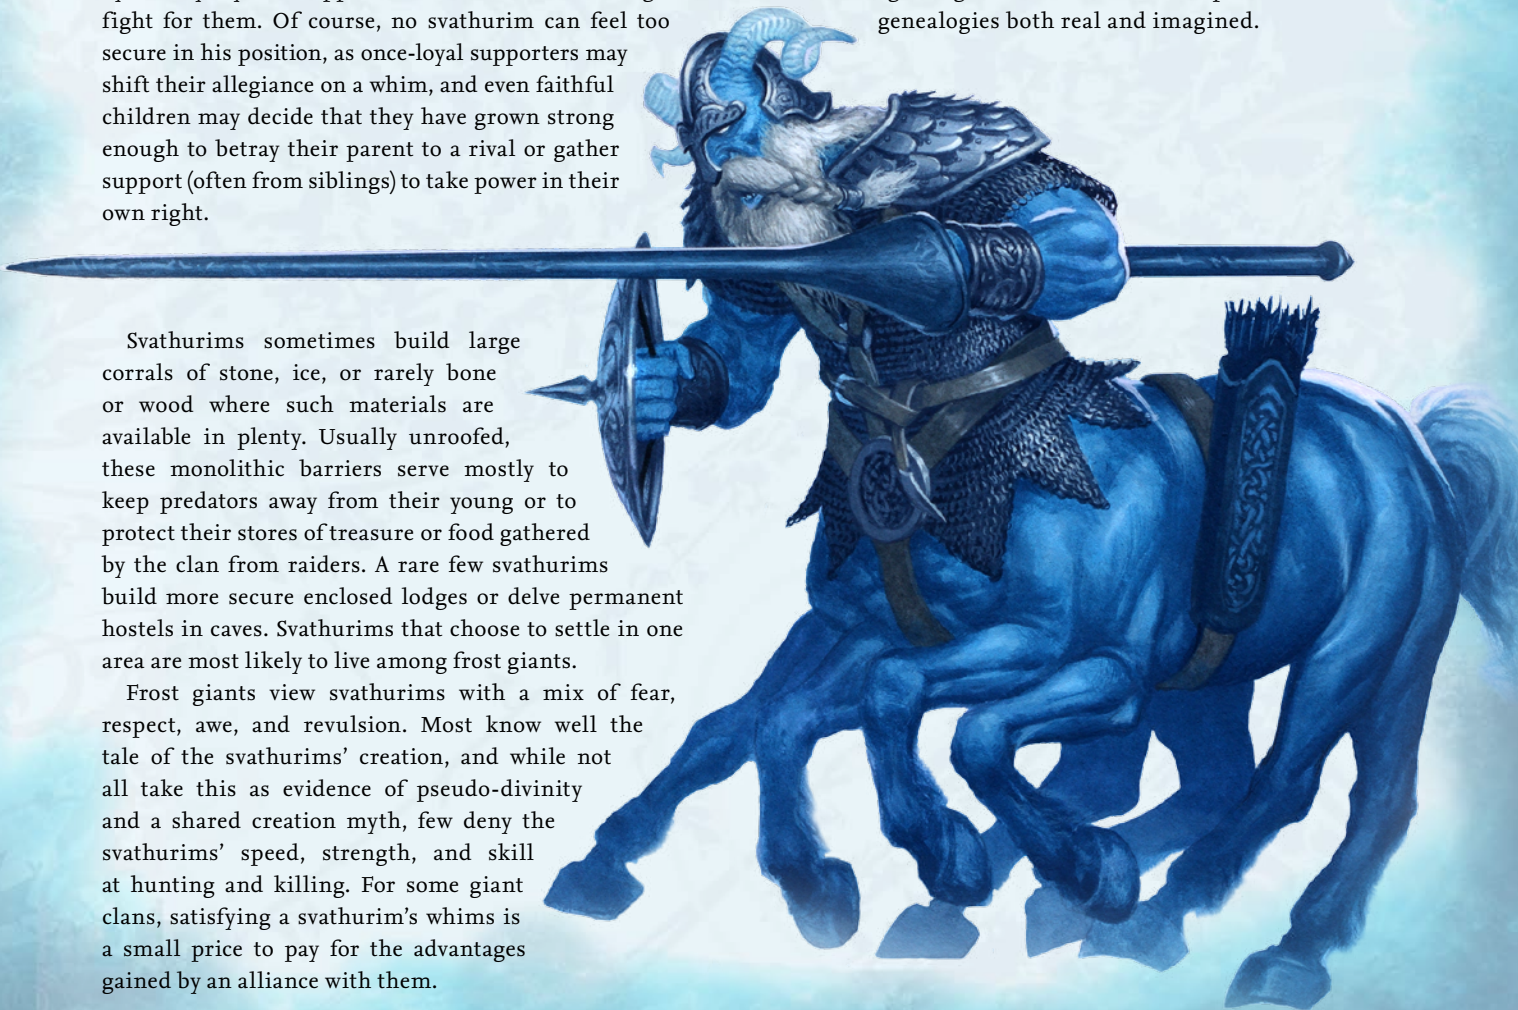 fight for them. Of course, no svathurim can feel too
secure in his position, as once-loyal supporters may
shift their allegiance on a whim, and even faithful
children may decide that they have grown strong
enough to betray their parent to a rival or gather
support (often from siblings) to take power in their
own right.
Svathurims sometimes build large
corrals of stone, ice, or rarely bone
or wood where such materials are
available in plenty. Usually unroofed,
these monolithic barriers serve mostly to
keep predators away from their young or to
protect their stores of treasure or food gathered
by the clan from raiders. A rare few svathurims
build more secure enclosed lodges or delve permanent
hostels in caves. Svathurims that choose to settle in one
area are most likely to live among frost giants.
Frost giants view svathurims with a mix of fear,
respect, awe, and revulsion. Most know well the
tale of the svathurims’ creation, and while not
all take this as evidence of pseudo-divinity
and a shared creation myth, few deny the
svathurims’ speed, strength, and skill
at hunting and killing. For some giant
clans, satisfying a svathurim’s whims is
a small price to pay for the advantages
gained by an alliance with them.
genealogies both real and imagined.